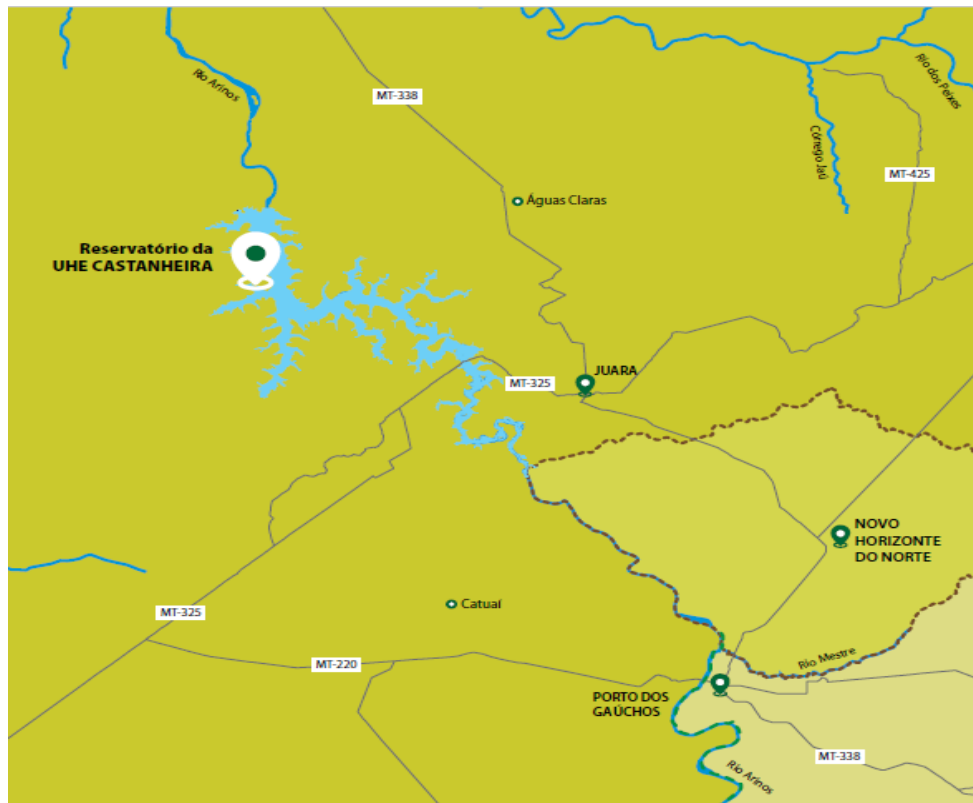 Rio Arinos
MT-338
Rio dos Peixes
Córrego Jaú
MT-425
Águas Claras
Reservatório da
UHE CASTANHEIRA
JUARA
MT-325
NOVO
HORIZONTE
DO NORTE
Catuaí
MT-325
MT-220
Rio Mestre
PORTO DOS
GAÚCHOS
MT-338
Rio Arinos